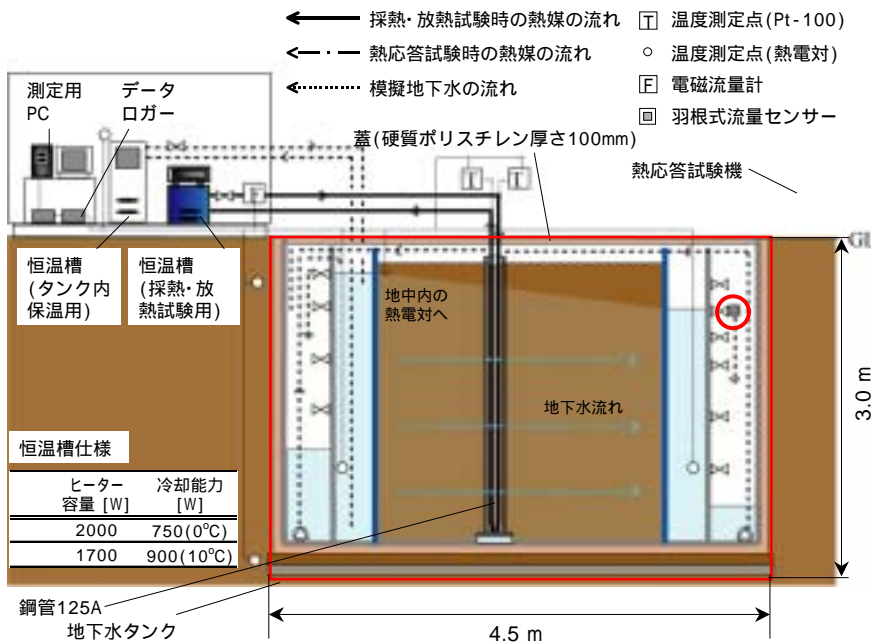 採熱・放熱試験時の熱媒の流れ
熱応答試験時の熱媒の流れ
模擬地下水の流れ
T 温度測定点(Pt-100)
温度測定点(熱電対)
F 電磁流量計
羽根式流量センサー
測定用
PC
データ
ロガー
蓋(硬質ポリスチレン厚さ100mm)
熱応答試験機
T
T
F
GL
恒温槽
(タンク内
保温用)
恒温槽
(採熱・放
熱試験用)
地中内の
熱電対へ
地下水流れ
3.0 m
恒温槽仕様
ヒーター
容量 [W]
冷却能力
[W]
2000 750(0℃)
1700 900(10℃)
鋼管125A
地下水タンク
4.5 m